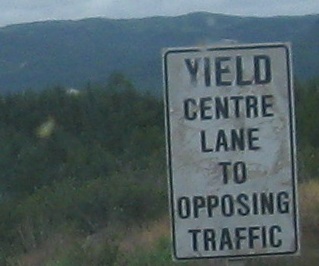 YIELD
CENTRE
LANE
TO
OPPOSING
TRAFFIC